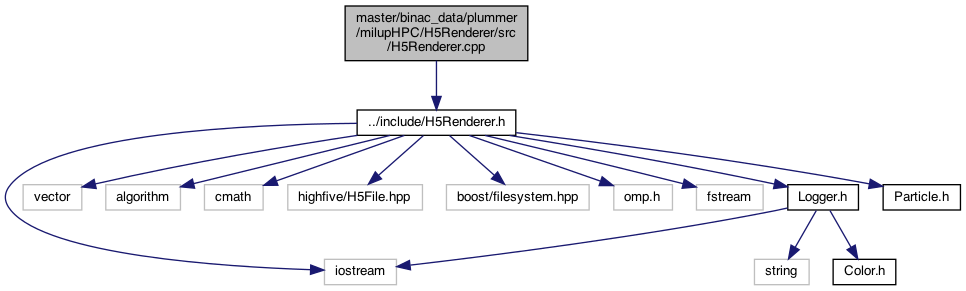 master/binac_data/plummer
/milupHPC/H5Renderer/src
/H5Renderer.cpp
../include/H5Renderer.h
vector
algorithm
cmath
highfive/H5File.hpp
boost/filesystem.hpp
omp.h
fstream
Logger.h
Particle.h
iostream
string
Color.h